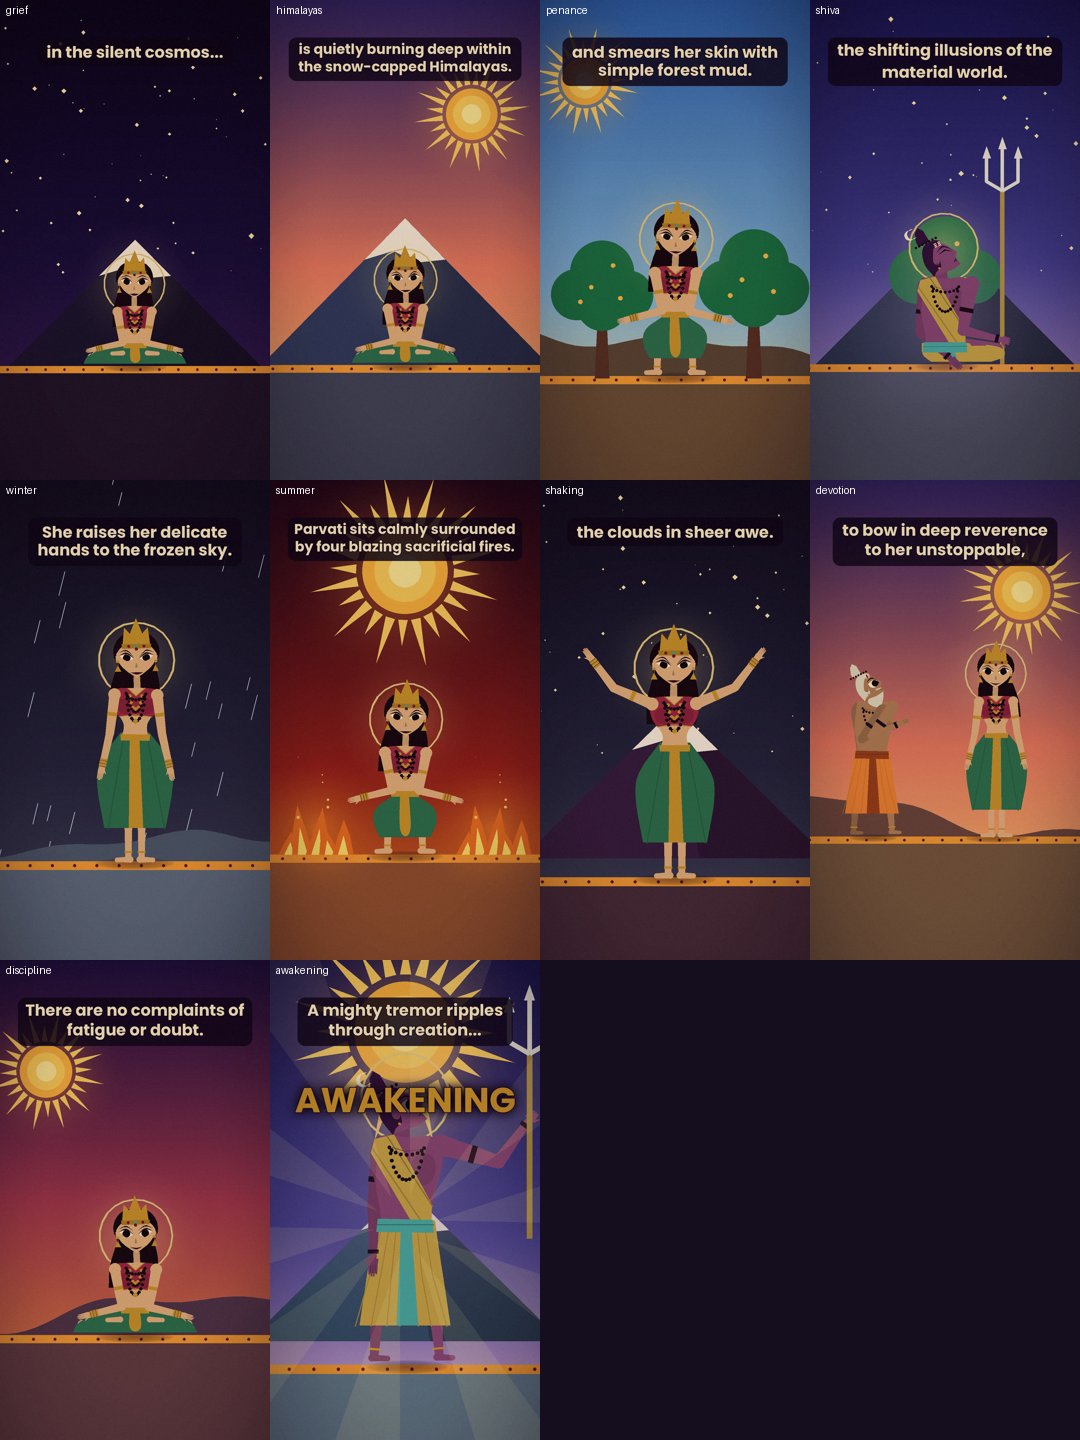 grief
in the silent cosmos...
himalayas
is quietly burning deep within
the snow-capped Himalayas.
penance
and smears her skin with
simple forest mud.
shiva
the shifting illusions of the
material world.
winter
She raises her delicate
hands to the frozen sky.
summer
Parvati sits calmly surrounded
by four blazing sacrificial fires.
shaking
the clouds in sheer awe.
devotion
to bow in deep reverence
to her unstoppable,
discipline
There are no complaints of
fatigue or doubt.
awakening
A mighty tremor ripples
through creation...
AWAKENING